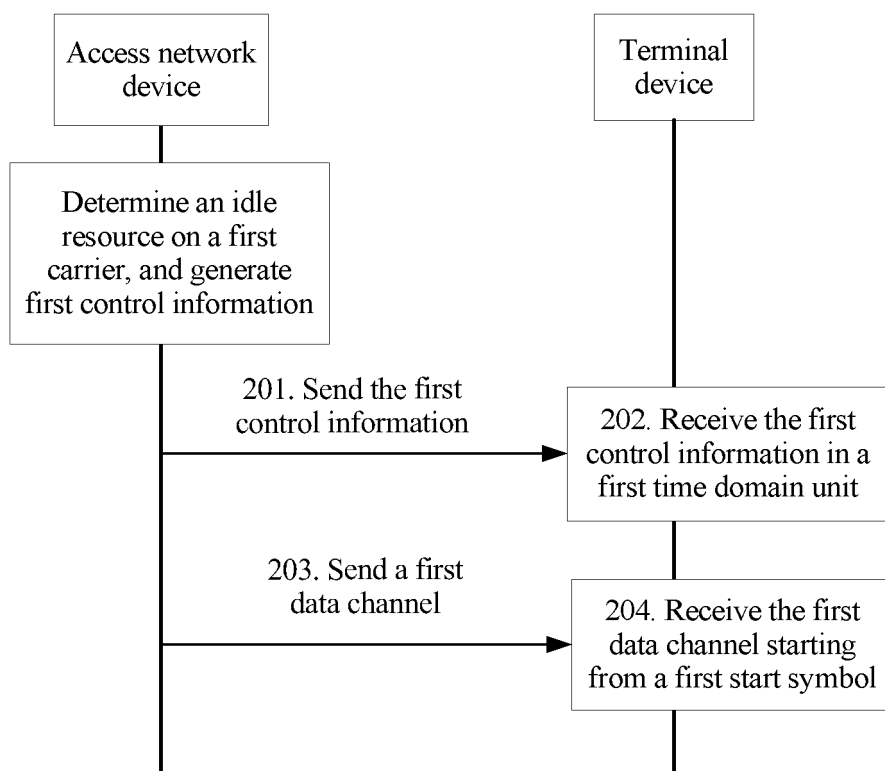 Access network
device
Terminal
device
Determine an idle
resource on a first
carrier, and generate
first control information
201. Send the first
control information
202. Receive the first
control information in a
first time domain unit
203. Send a first
data channel
204. Receive the first
data channel starting
from a first start symbol